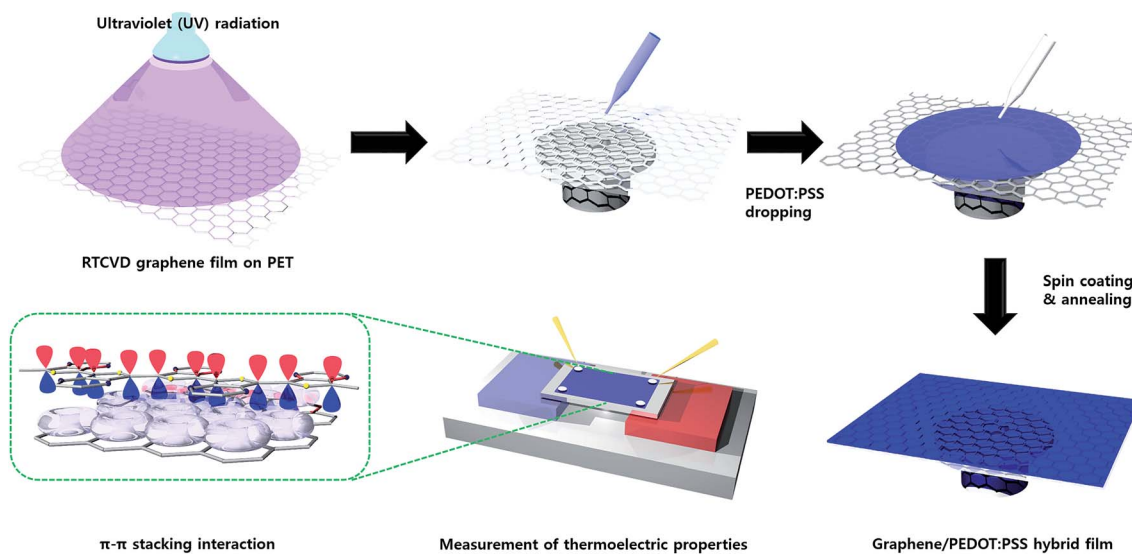 Ultraviolet (UV) radiation
RTCVD graphene film on PET
PEDOT:PSS
dropping
Spin coating
& annealing
π-π stacking interaction
Measurement of thermoelectric properties
Graphene/PEDOT:PSS hybrid film